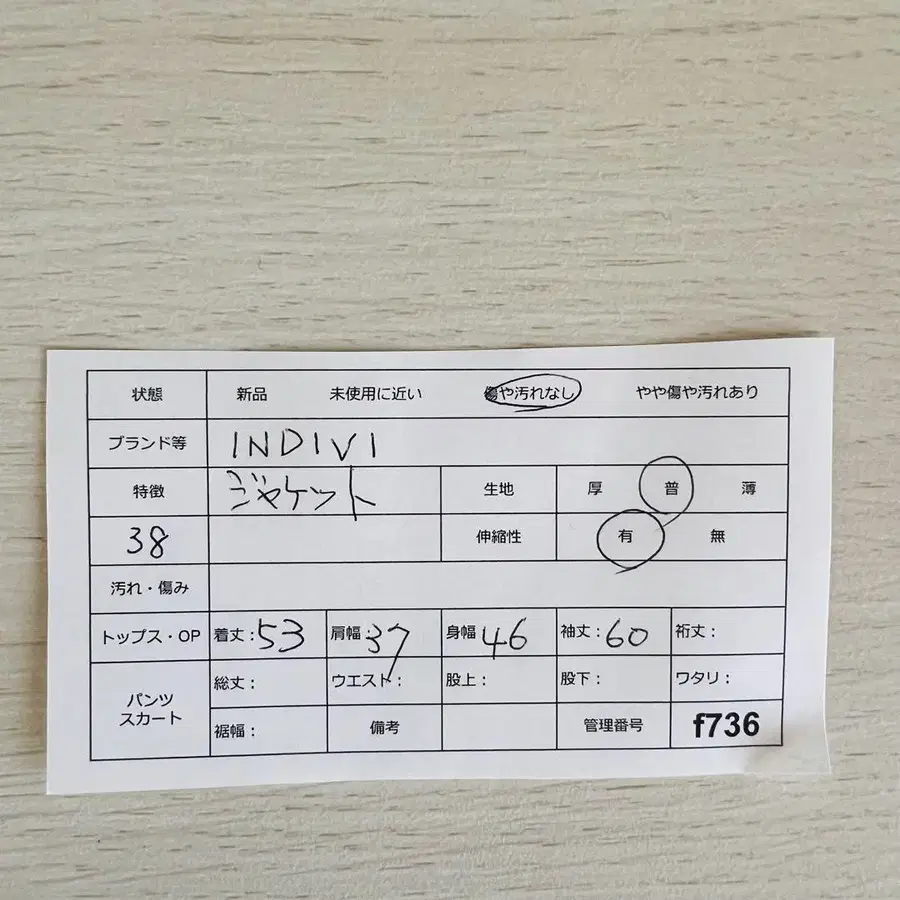 状態 新品 未使用に近い 傷や汚れなし やや傷や汚れあり
ブランド等 INDIVI
特徴 ジャケット 生地 厚 普 薄
38 伸縮性 有 無
汚れ・傷み
トップス・OP 着丈：53 肩幅：37 身幅：46 袖丈：60 裄丈：
パンツ
スカート
総丈： ウエスト： 股上： 股下： ワタリ：
裾幅： 備考 管理番号 f736